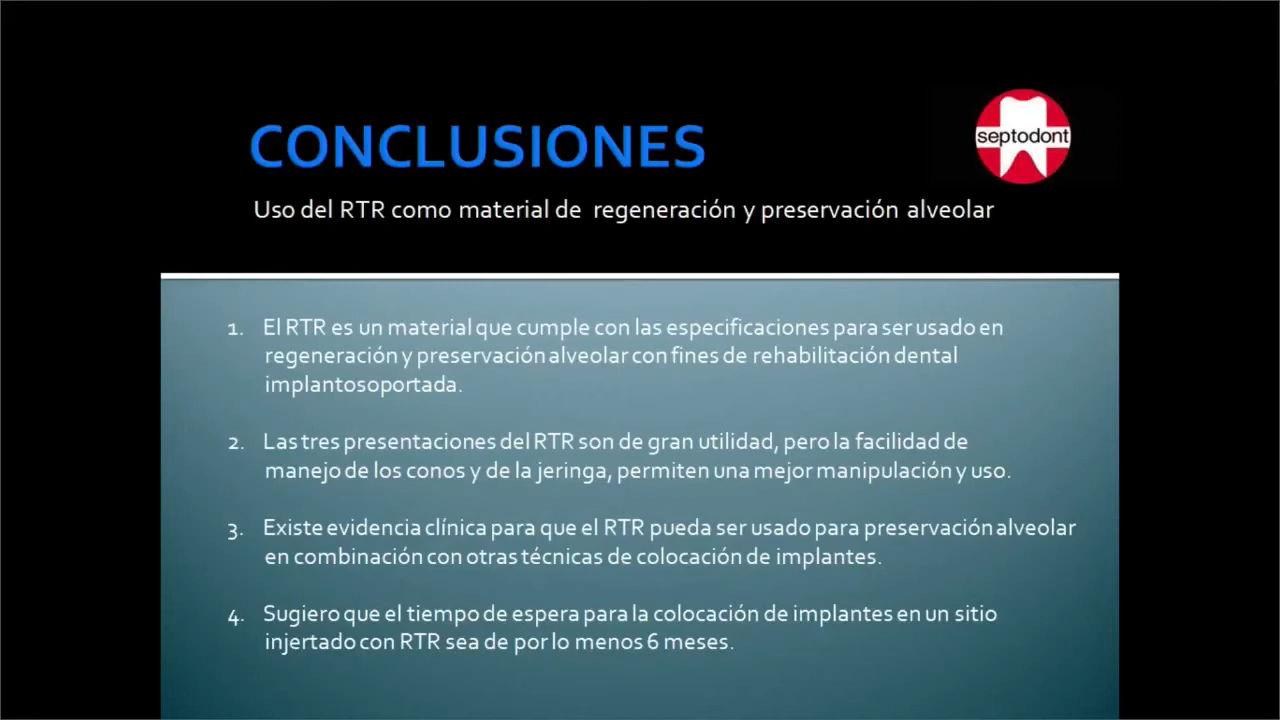 CONCLUSIONES
septodont
Uso del RTR como material de regeneración y preservación alveolar
1. El RTR es un material que cumple con las especificaciones para ser usado en
regeneración y preservación alveolar con fines de rehabilitación dental
implantosoportada.
2. Las tres presentaciones del RTR son de gran utilidad, pero la facilidad de
manejo de los conos y de la jeringa, permiten una mejor manipulación y uso.
3. Existe evidencia clínica para que el RTR pueda ser usado para preservación alveolar
en combinación con otras técnicas de colocación de implantes.
4. Sugiero que el tiempo de espera para la colocación de implantes en un sitio
injertado con RTR sea de por lo menos 6 meses.